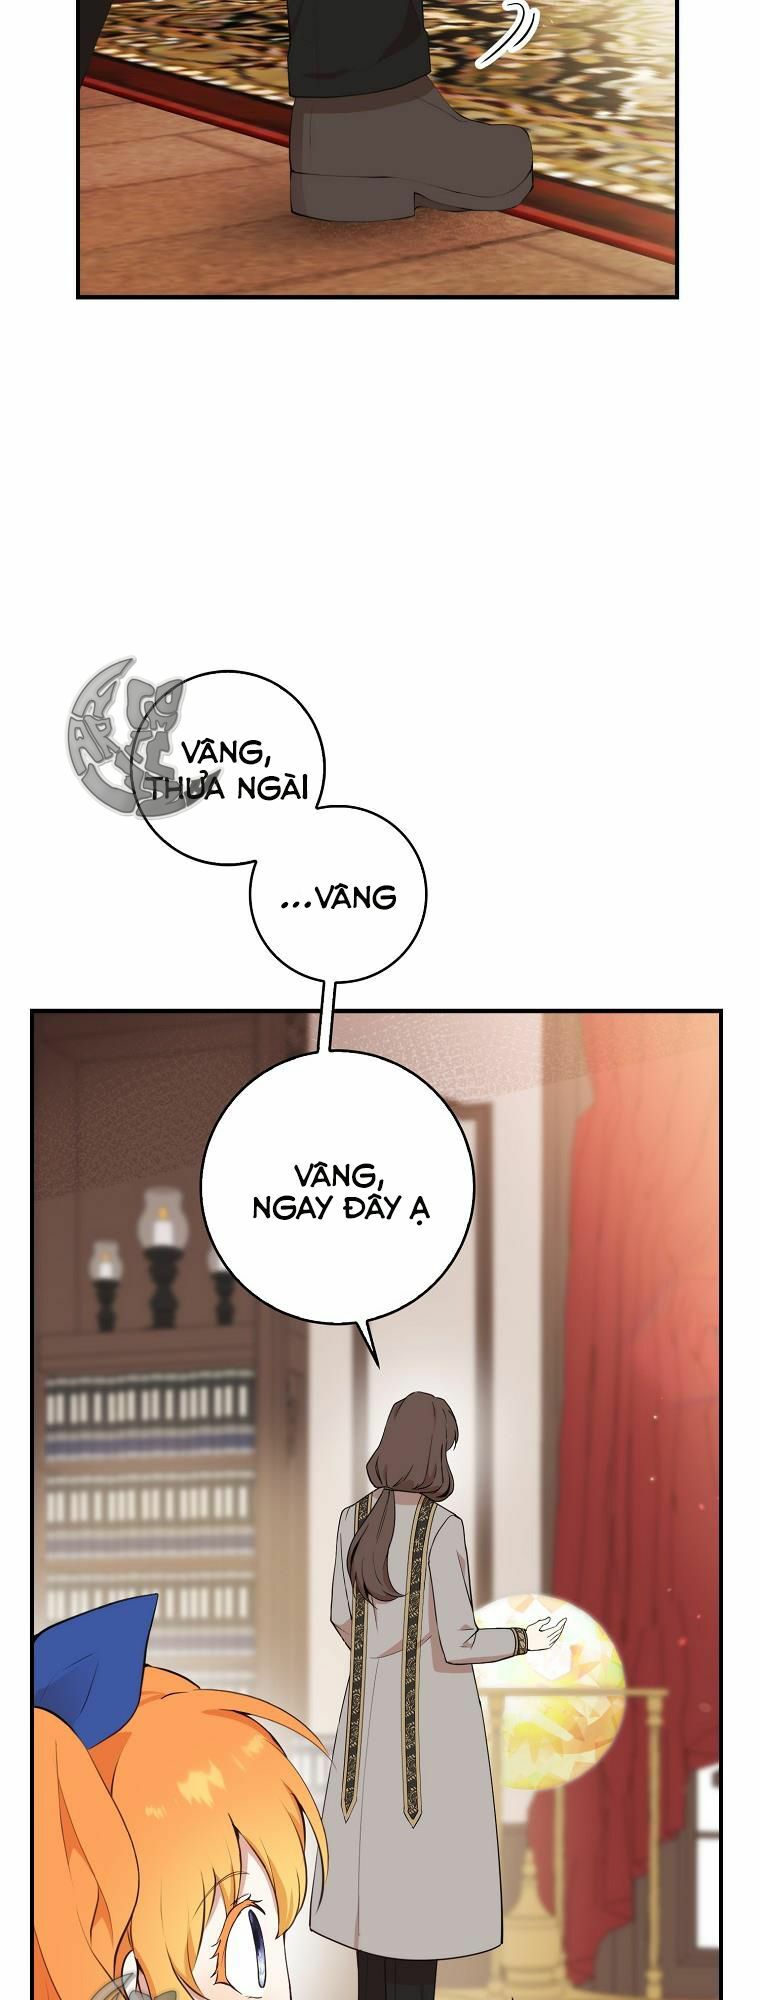 VÂNG,
THƯA NGÀI
...VÂNG
VÂNG,
NGAY ĐÂY Ạ